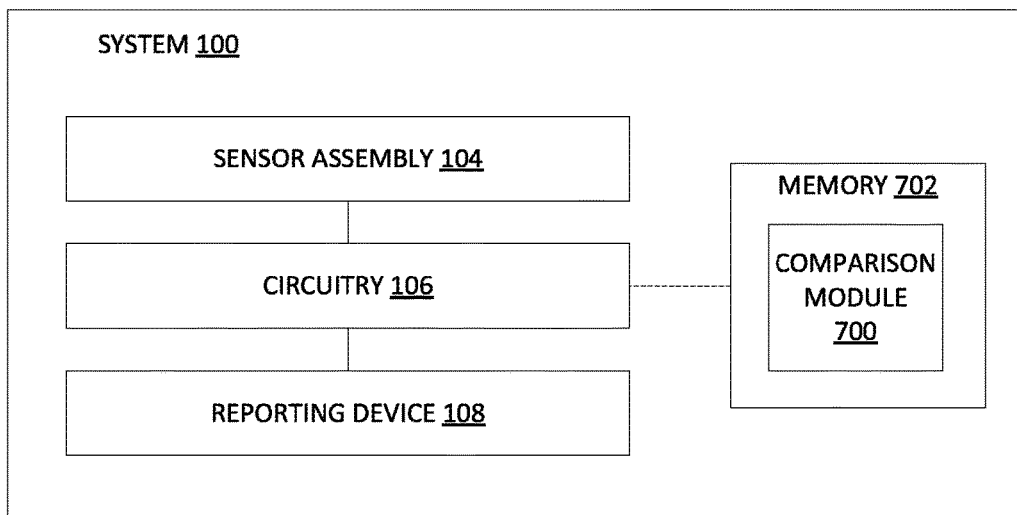 SYSTEM 100
SENSOR ASSEMBLY 104
MEMORY 702
CIRCUITRY 106
COMPARISON
MODULE
700
REPORTING DEVICE 108